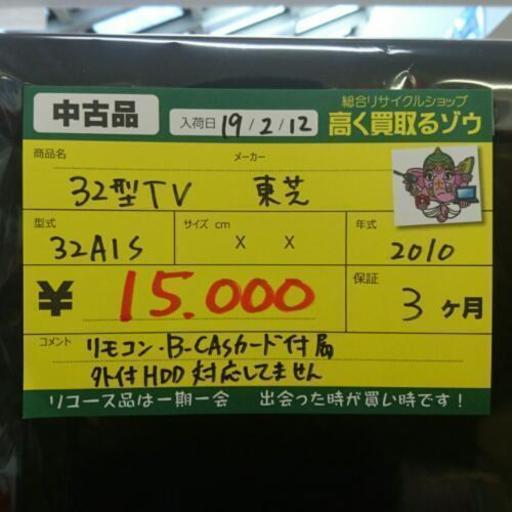 中古品
入荷日 19/2/12
総合リサイクルショップ
高く買取るゾウ
商品名 メーカー
32型TV 東芝
型式 サイズ cm 年式
32A1S X X 2010
¥ 15.000 保証 3ヶ月
コメント リモコン・B-CASカード付属
外付HDD対応してません
リユース品は一期一会 出会った時が買い時です!